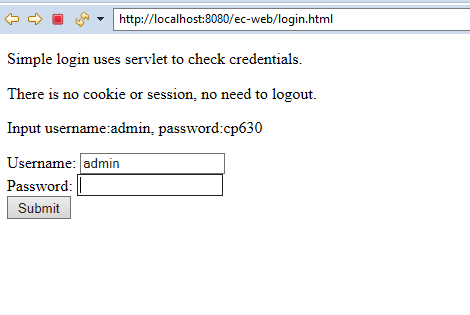 http://localhost:8080/ec-web/login.html
Simple login uses servlet to check credentials.
There is no cookie or session, no need to logout.
Input username:admin, password:cp630
Username: admin
Password:
Submit